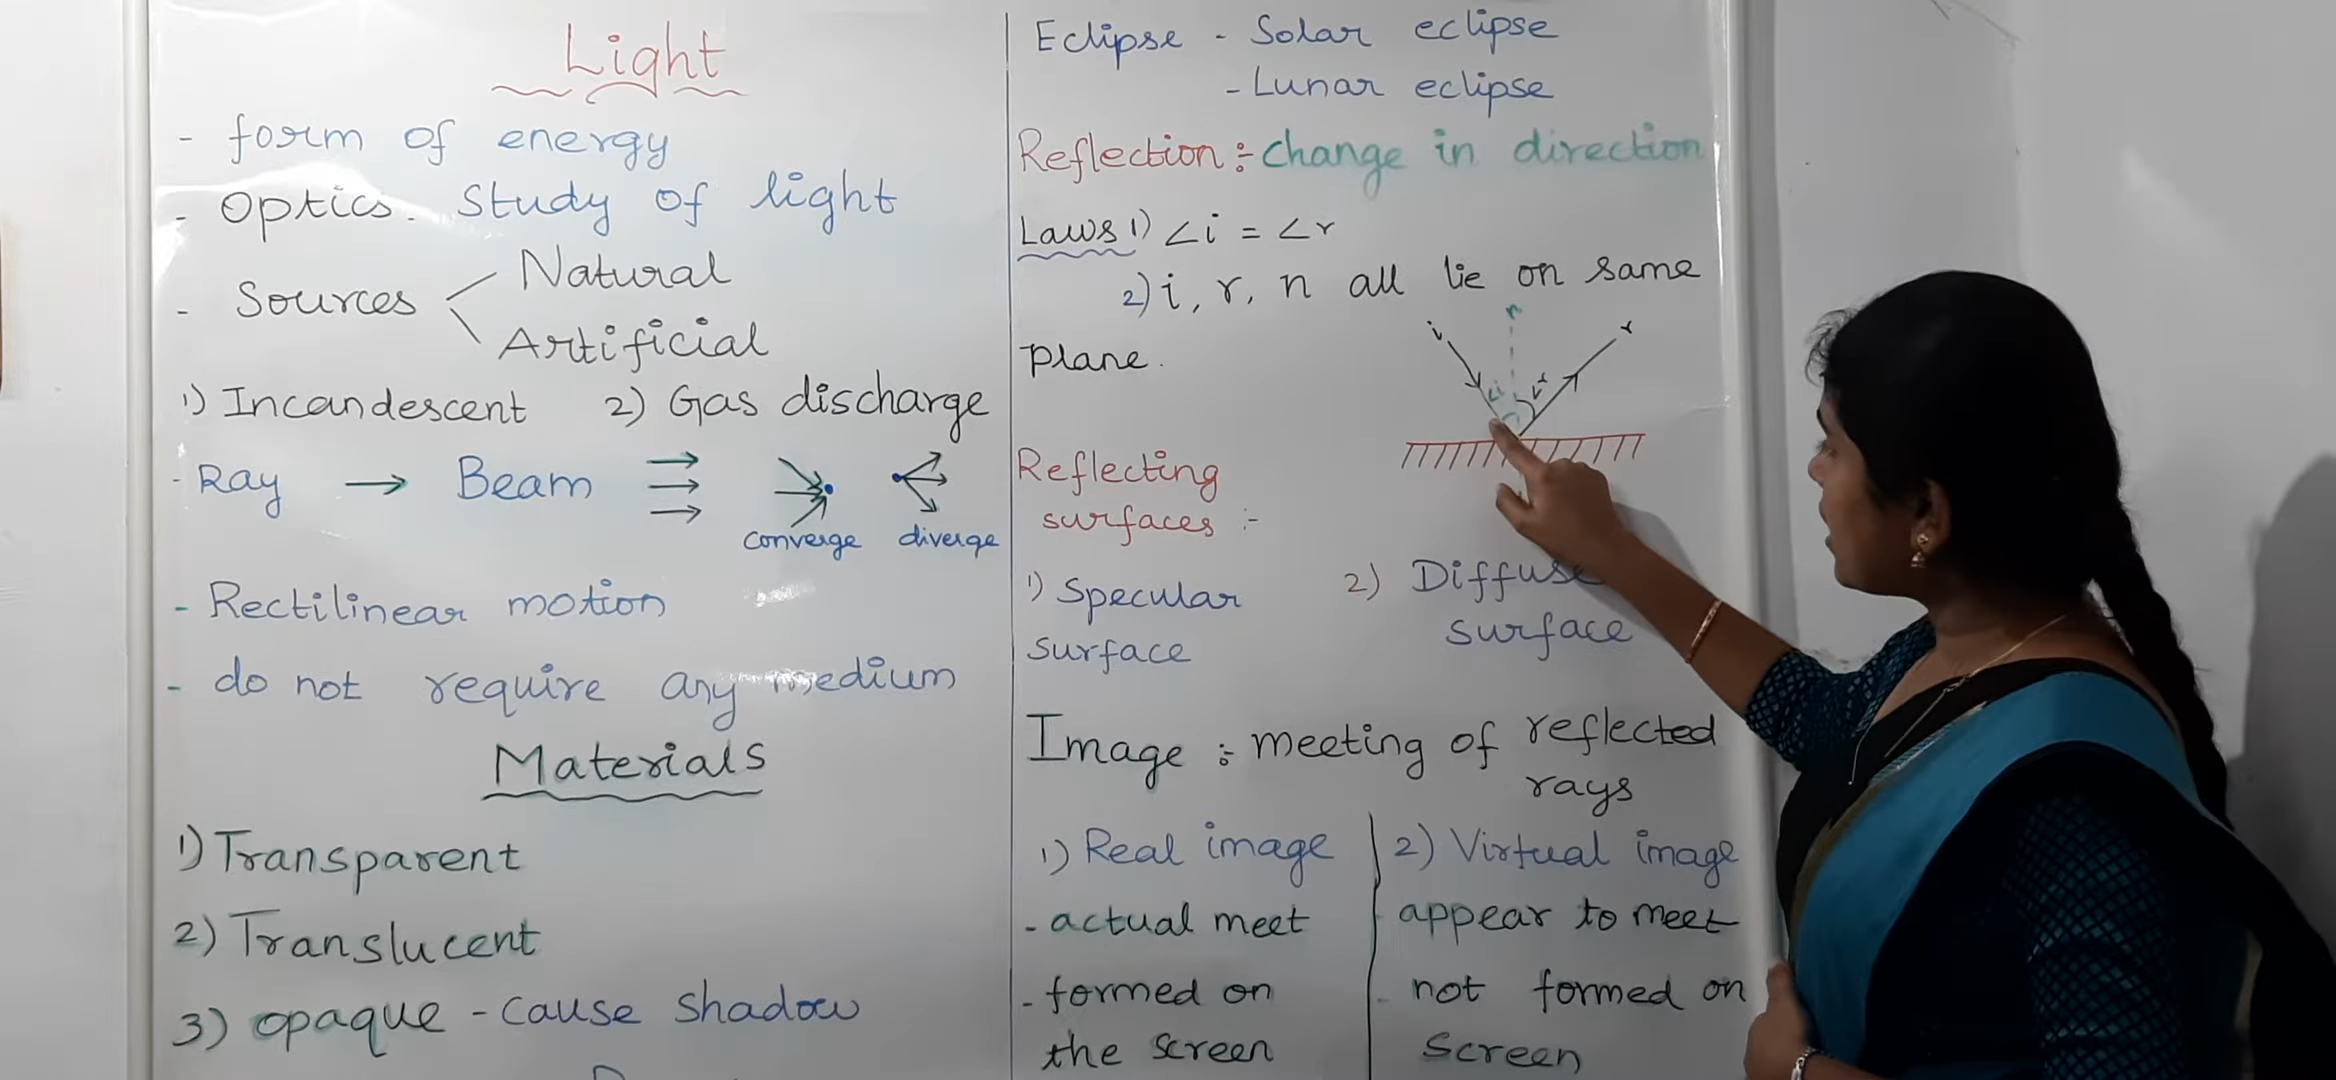 Light
- form of energy
- Optics. Study of light
- Sources < Natural
Artificial
1) Incandescent 2) Gas discharge
- Ray → Beam
converge diverge
- Rectilinear motion
- do not require any medium
Materials
1) Transparent
2) Translucent
3) opaque - cause shadow
Eclipse - Solar eclipse
- Lunar eclipse
Reflection :- change in direction
Laws 1) ∠i = ∠r
2) i, r, n all lie on same
plane.
i n r
∠i ∠r
Reflecting
surfaces :-
1) Specular
surface
2) Diffuse
surface
Image : meeting of reflected
rays
1) Real image
- actual meet
- formed on
the screen
2) Virtual image
appear to meet
- not formed on
screen